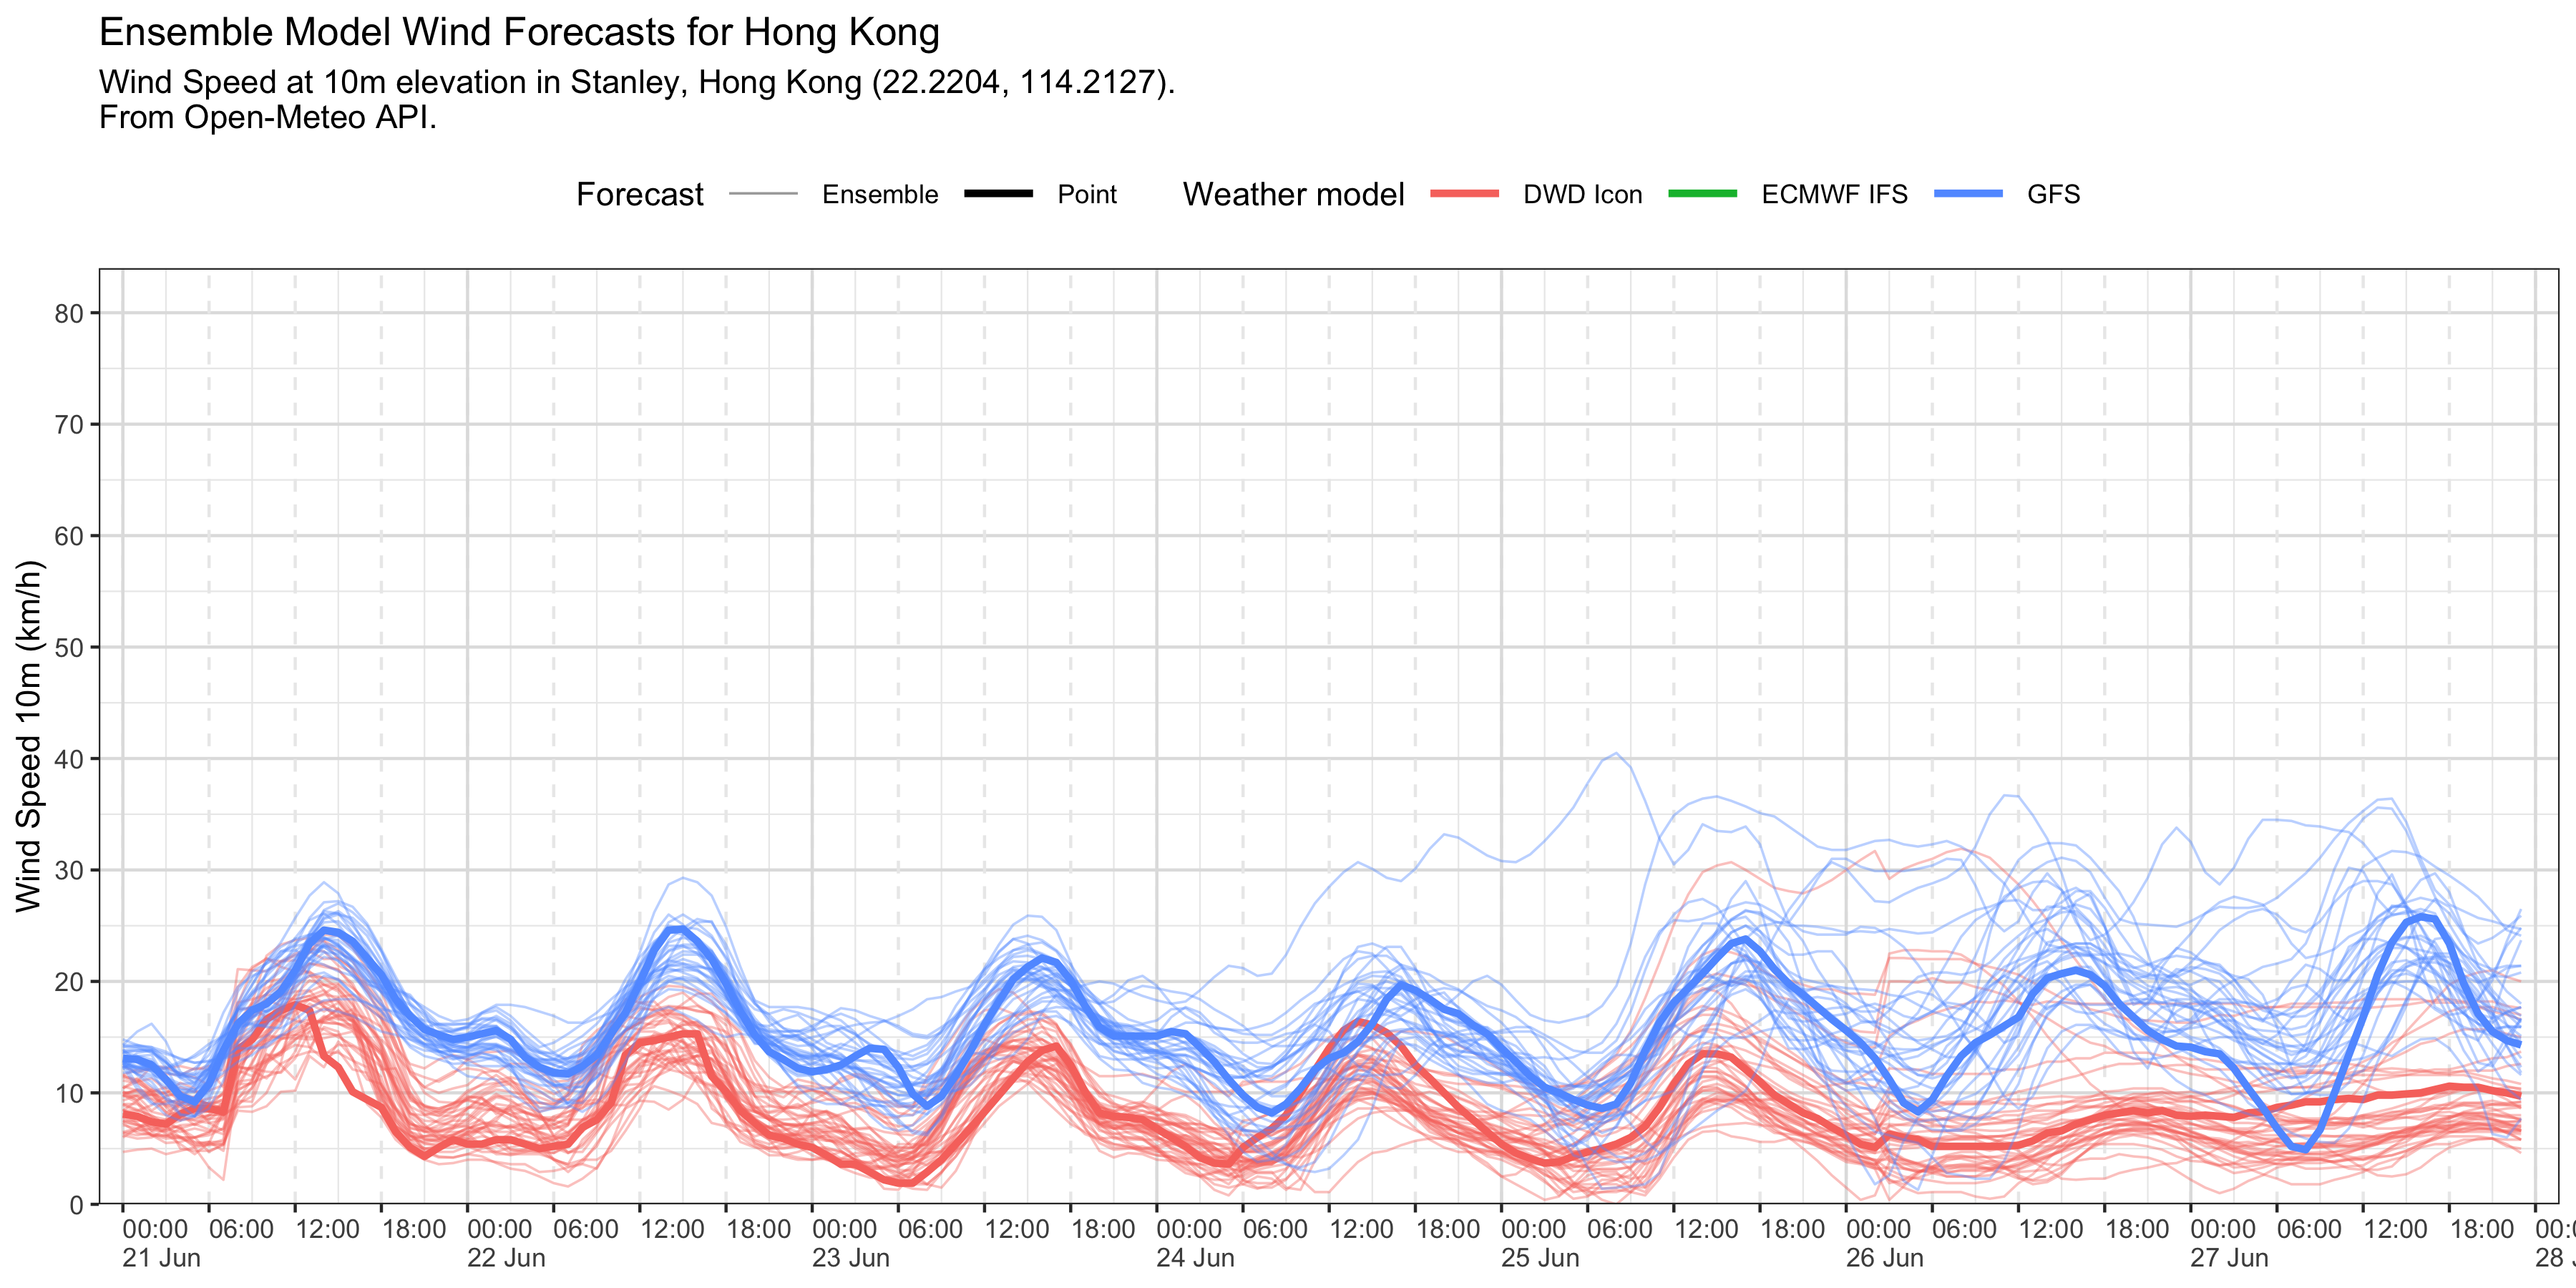 Ensemble Model Wind Forecasts for Hong Kong
Wind Speed at 10m elevation in Stanley, Hong Kong (22.2204, 114.2127).
From Open-Meteo API.
Forecast Ensemble Point Weather model DWD Icon ECMWF IFS GFS
Wind Speed 10m (km/h)
80
70
60
50
40
30
20
10
0
00:00 06:00 12:00 18:00 00:00 06:00 12:00 18:00 00:00 06:00 12:00 18:00 00:00 06:00 12:00 18:00 00:00 06:00 12:00 18:00 00:00 06:00 12:00 18:00 00:00 06:00 12:00 18:00 00:0
21 Jun 22 Jun 23 Jun 24 Jun 25 Jun 26 Jun 27 Jun 28